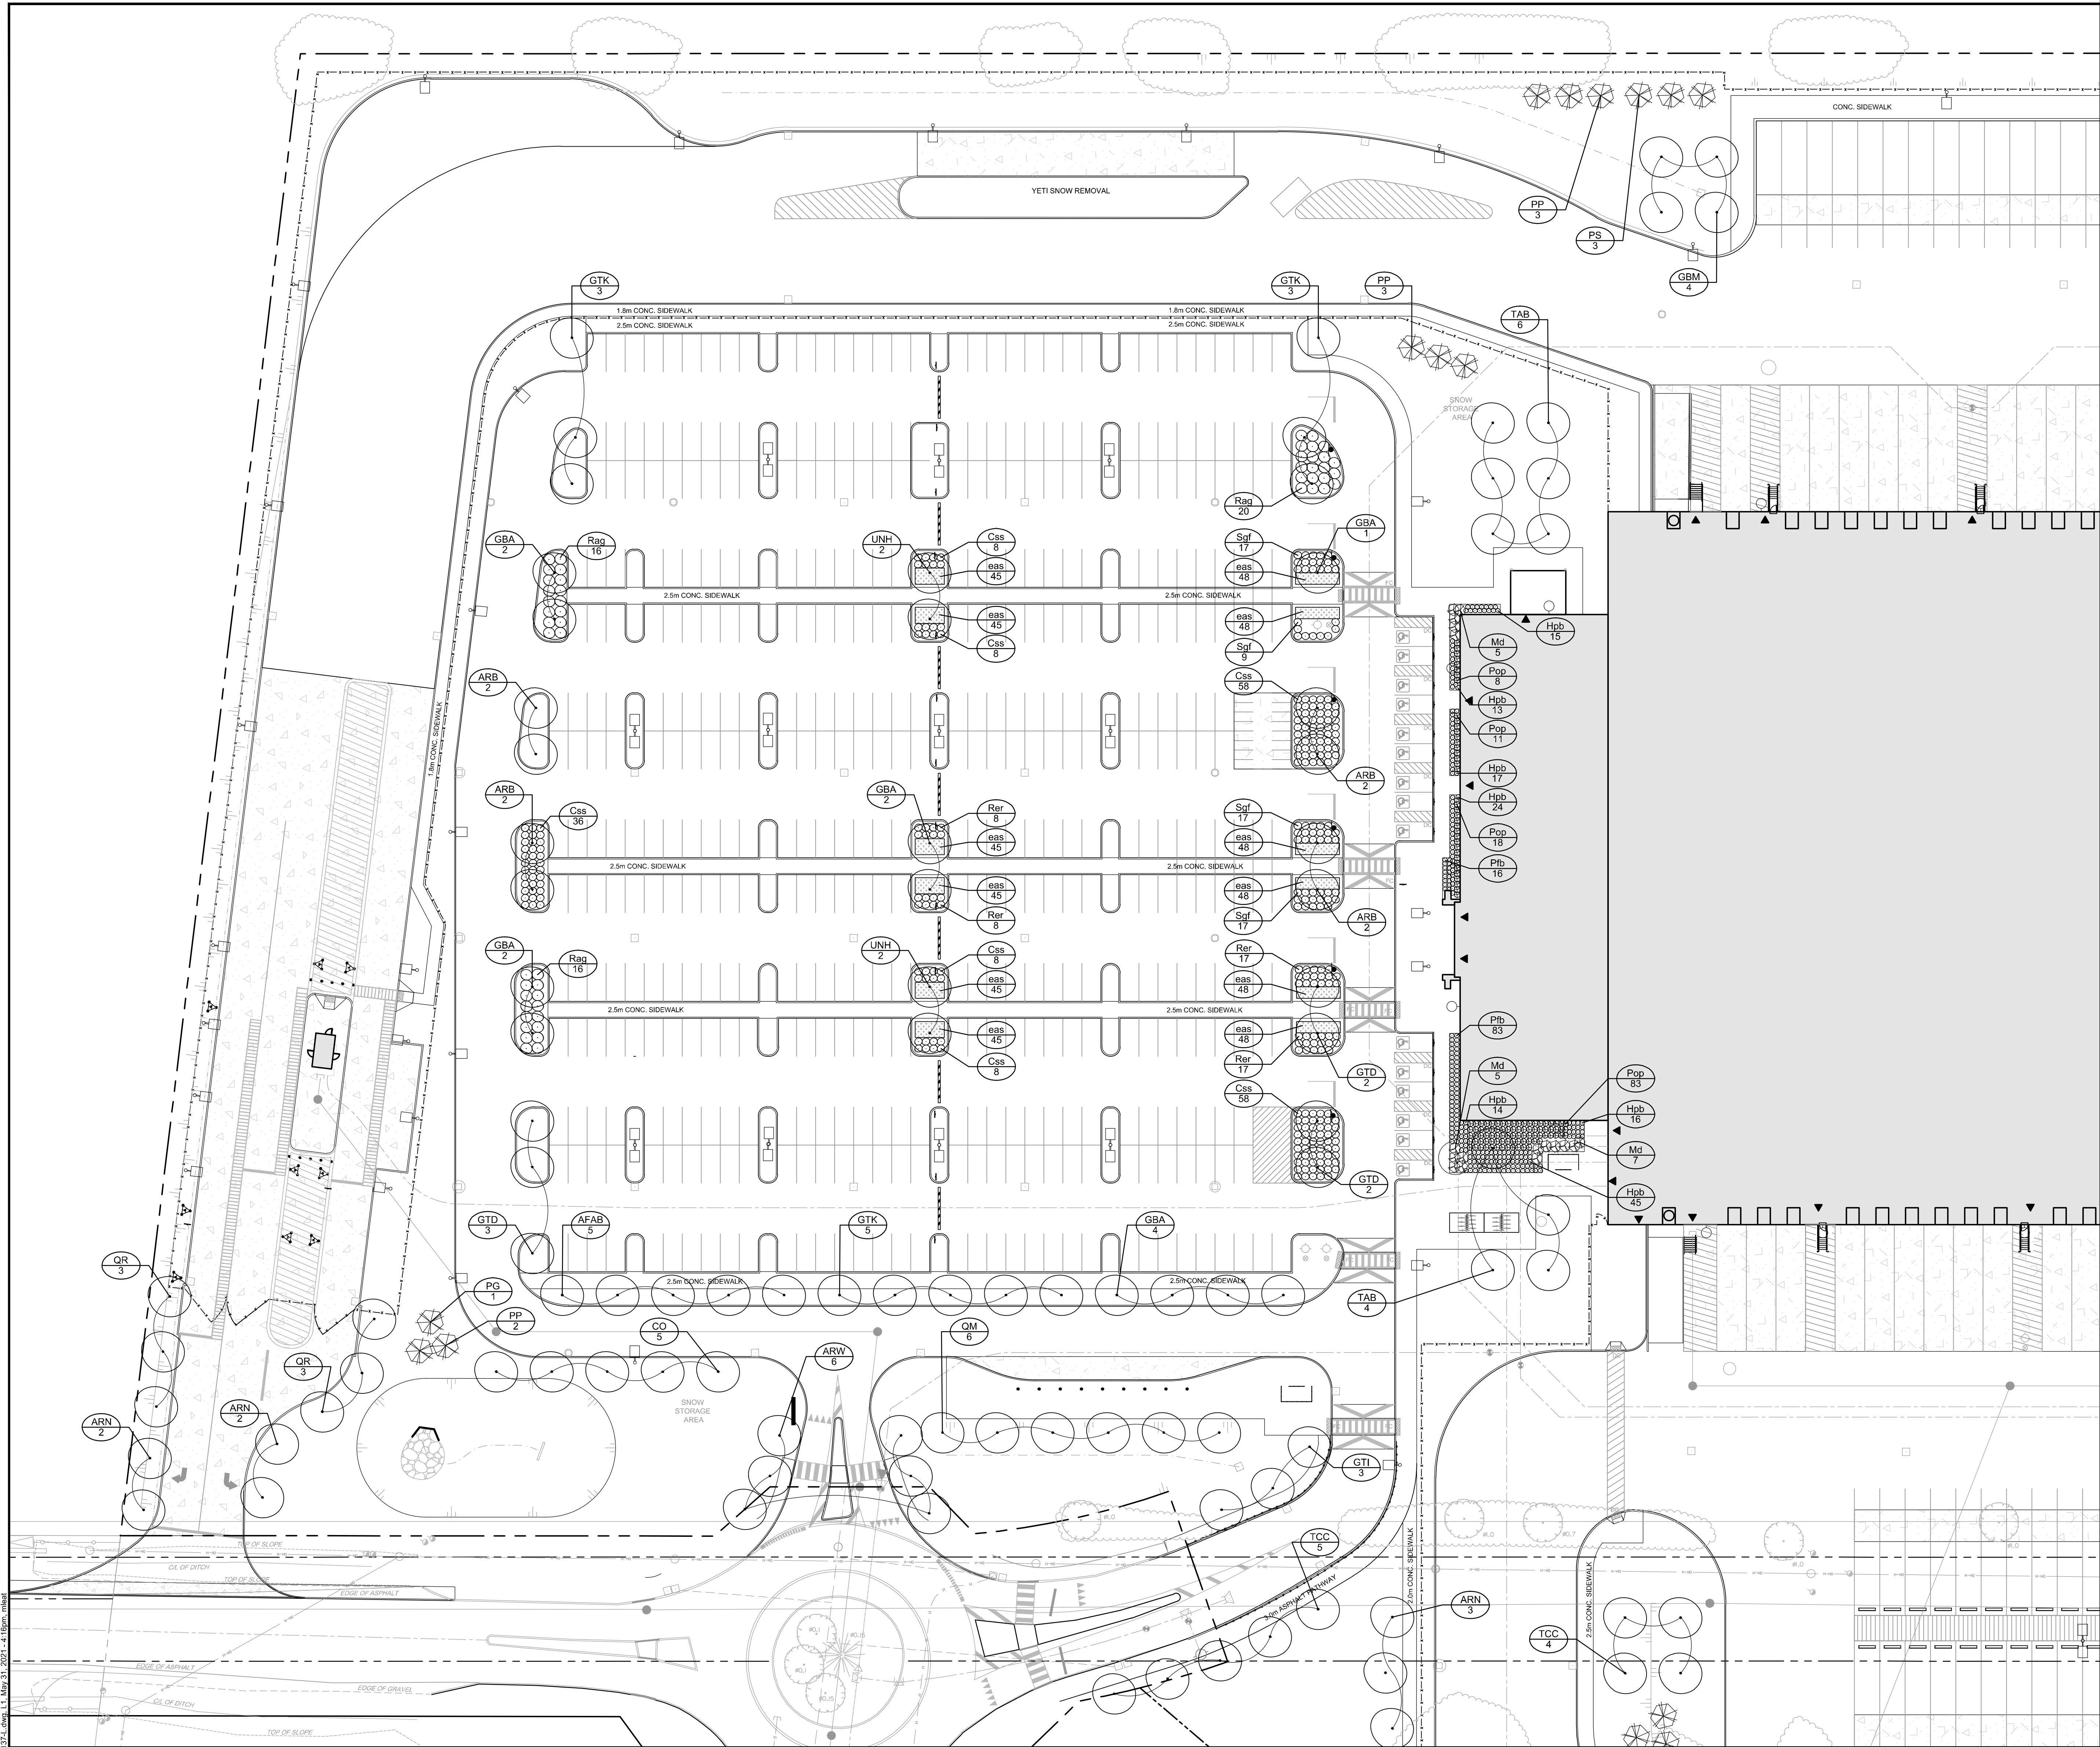 CONC. SIDEWALK
YETI SNOW REMOVAL
PP
3
PS
3
GBM
4
GTK
3
GTK
3
PP
3
TAB
6
1.8m CONC. SIDEWALK
1.8m CONC. SIDEWALK
2.5m CONC. SIDEWALK
2.5m CONC. SIDEWALK
SNOW
STORAGE
AREA
Rag
20
GBA
1
GBA
2
Rag
16
UNH
2
Css
8
eas
45
Sgf
17
eas
48
2.5m CONC. SIDEWALK
2.5m CONC. SIDEWALK
eas
45
Css
8
eas
48
Sgf
9
Hpb
15
Md
5
Pop
8
Hpb
13
Pop
11
Hpb
17
Hpb
24
Pop
18
Pfb
16
ARB
2
Css
58
1.8m CONC. SIDEWALK
ARB
2
ARB
2
Css
36
GBA
2
Rer
8
eas
45
Sgf
17
eas
48
2.5m CONC. SIDEWALK
2.5m CONC. SIDEWALK
eas
45
Rer
8
eas
48
Sgf
17
ARB
2
GBA
2
Rag
16
UNH
2
Css
8
eas
45
Rer
17
eas
48
2.5m CONC. SIDEWALK
2.5m CONC. SIDEWALK
eas
45
Css
8
eas
48
Rer
17
GTD
2
Pfb
83
Md
5
Hpb
14
Pop
83
Hpb
16
Md
7
Hpb
45
Css
58
GTD
2
GTD
3
AFAB
5
GTK
5
GBA
4
2.5m CONC. SIDEWALK
2.5m CONC. SIDEWALK
TAB
4
QR
3
PG
1
PP
2
CO
5
ARW
6
QM
6
QR
3
ARN
2
ARN
2
SNOW
STORAGE
AREA
GTI
3
TCC
5
TOP OF SLOPE
C/L OF DITCH
TOP OF SLOPE
EDGE OF ASPHALT
3.0m ASPHALT PATHWAY
2.0m CONC. SIDEWALK
2.5m CONC. SIDEWALK
ARN
3
TCC
4
EDGE OF ASPHALT
EDGE OF GRAVEL
C/L OF DITCH
TOP OF SLOPE
37-L.dwg, L1, May 31, 2021 - 4:16pm, mleat